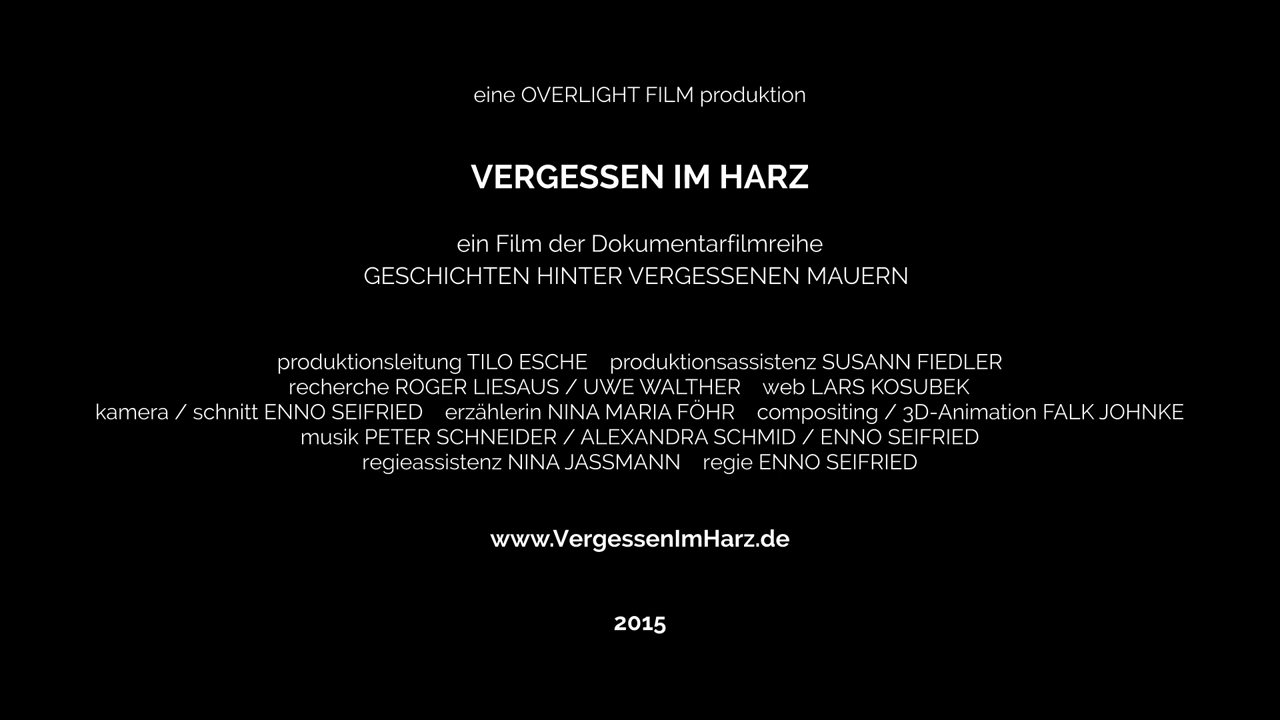 eine OVERLIGHT FILM produktion
VERGESSEN IM HARZ
ein Film der Dokumentarfilmreihe
GESCHICHTEN HINTER VERGESSENEN MAUERN
produktionsleitung TILO ESCHE produktionsassistenz SUSANN FIEDLER
recherche ROGER LIESAUS / UWE WALTHER web LARS KOSUBEK
kamera / schnitt ENNO SEIFRIED erzählerin NINA MARIA FÖHR compositing / 3D-Animation FALK JOHNKE
musik PETER SCHNEIDER / ALEXANDRA SCHMID / ENNO SEIFRIED
regieassistenz NINA JASSMANN regie ENNO SEIFRIED
www.VergessenImHarz.de
2015